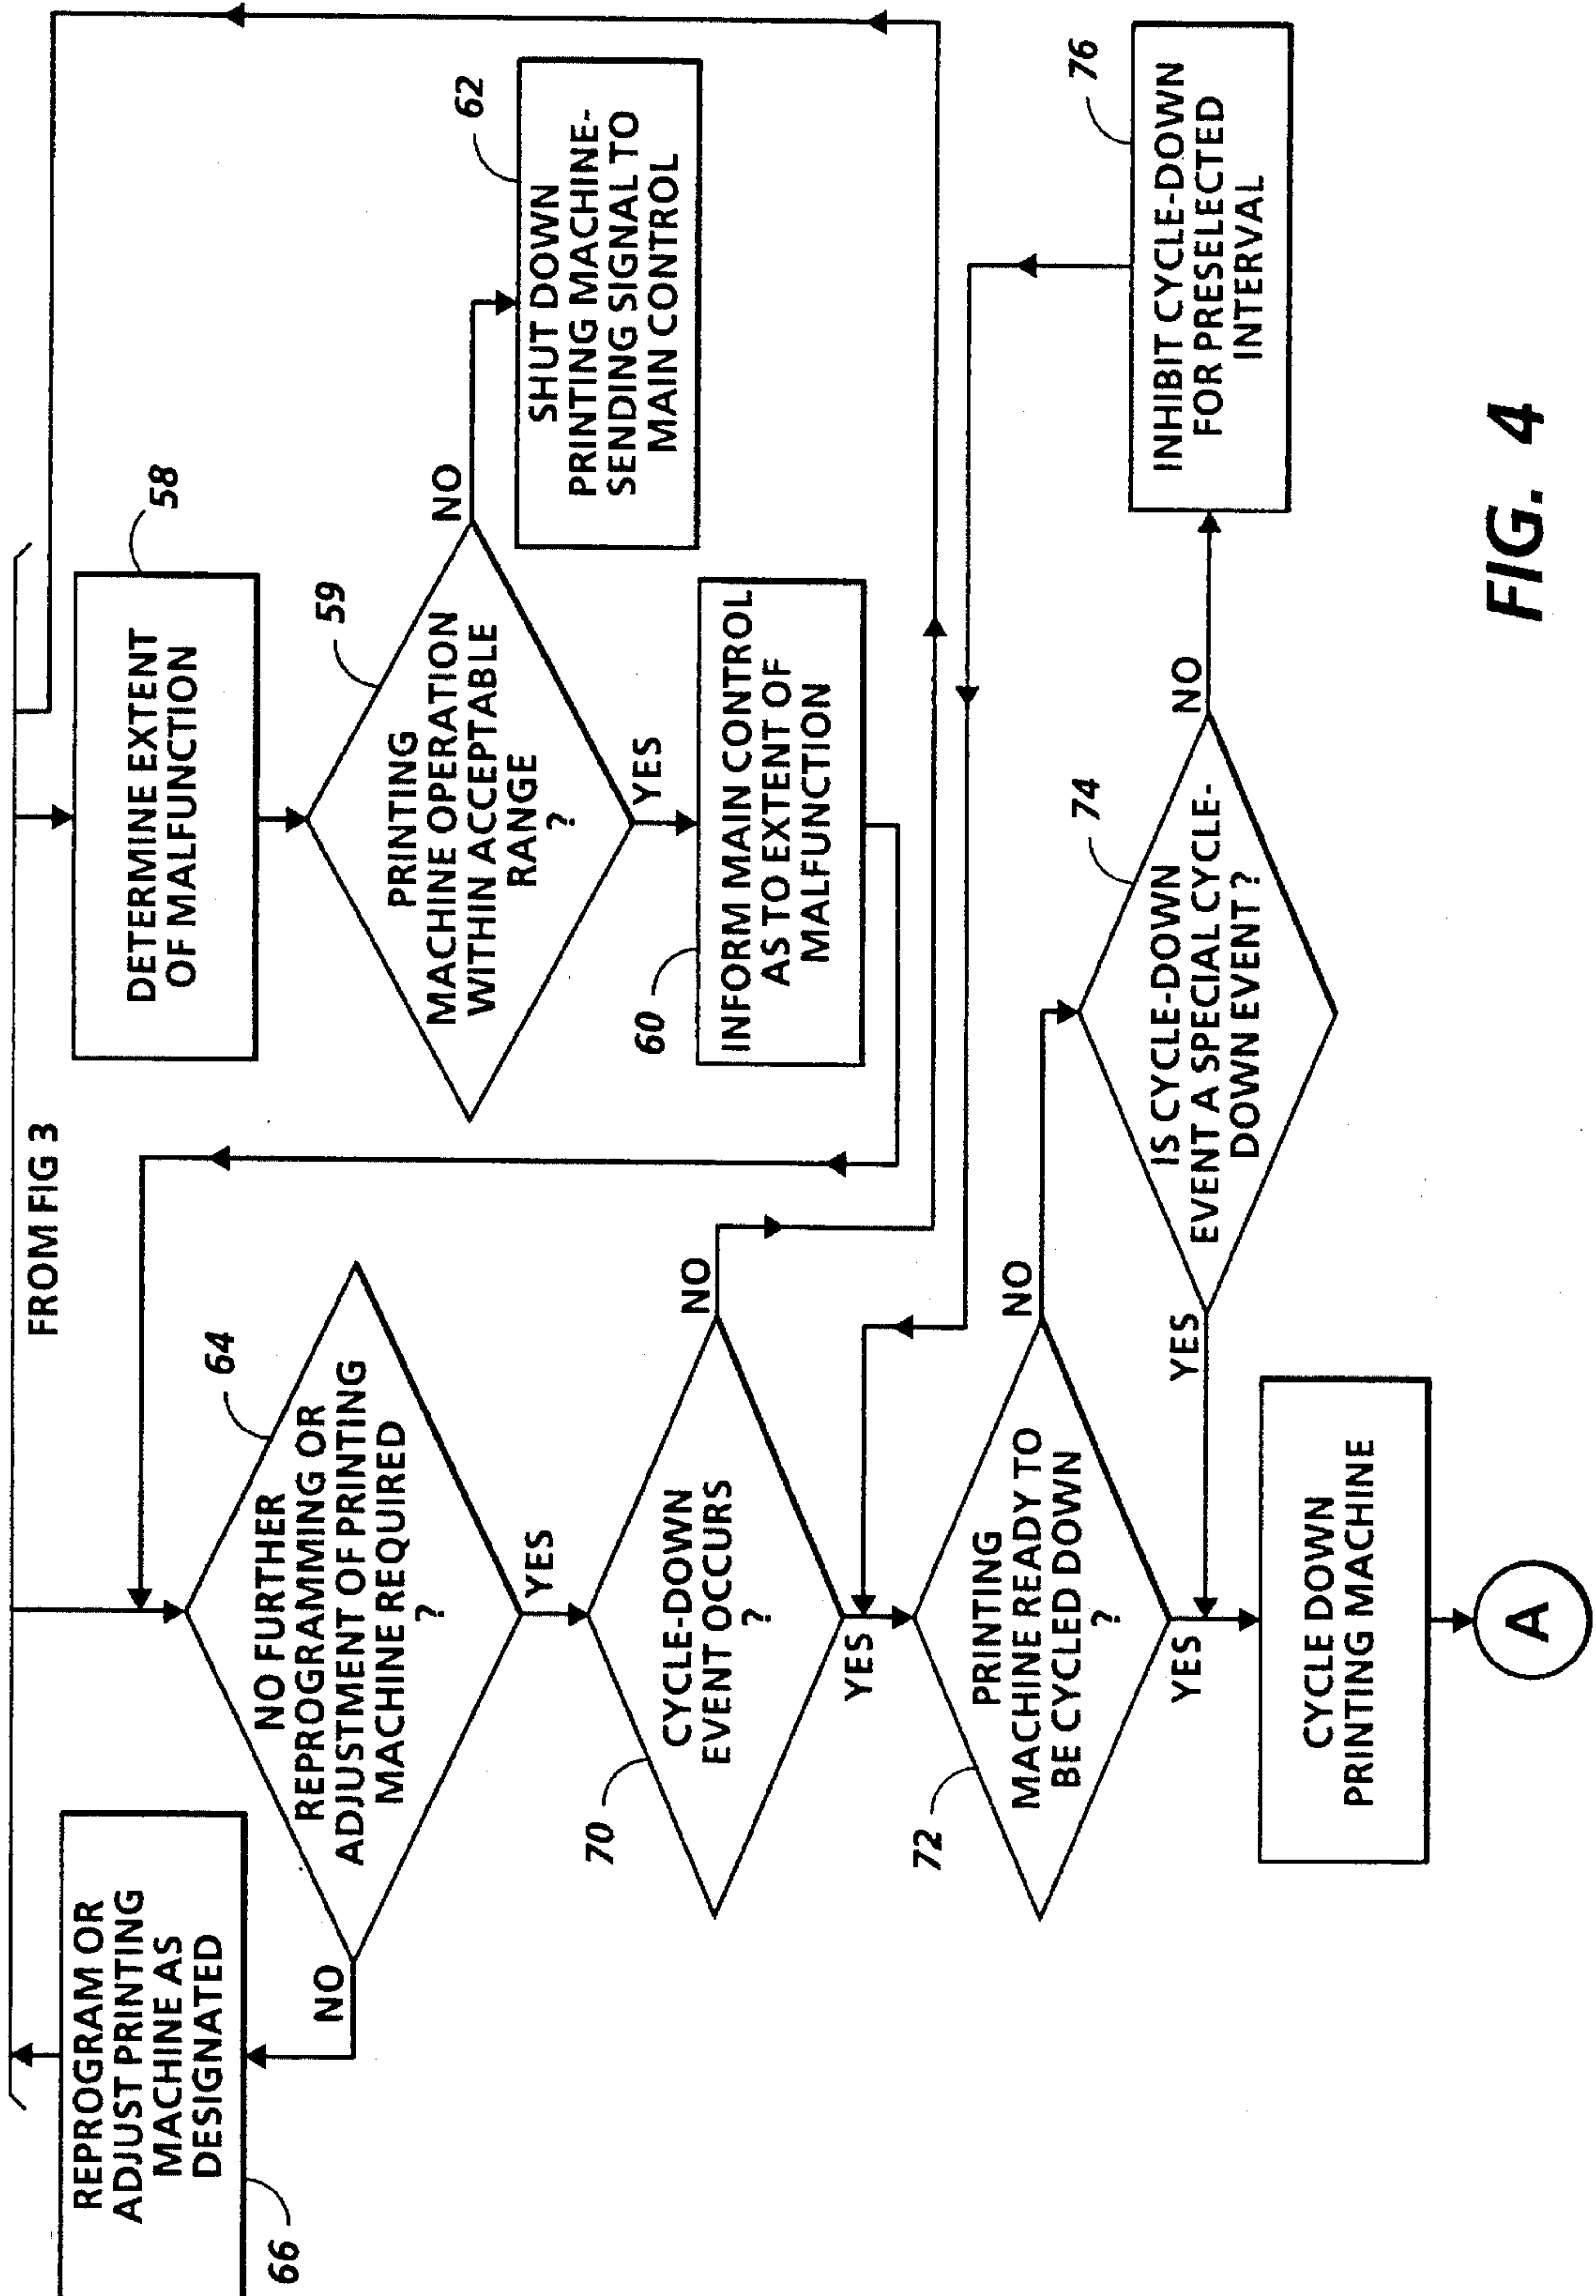 FROM FIG 3
REPROGRAM OR
ADJUST PRINTING
MACHINE AS
DESIGNATED
66
NO
NO FURTHER
REPROGRAMMING OR
ADJUSTMENT OF PRINTING
MACHINE REQUIRED
?
64
YES
DETERMINE EXTENT
OF MALFUNCTION
58
PRINTING
MACHINE OPERATION
WITHIN ACCEPTABLE
RANGE
?
59
NO
SHUT DOWN
PRINTING MACHINE-
SENDING SIGNAL TO
MAIN CONTROL
62
YES
INFORM MAIN CONTROL
AS TO EXTENT OF
MALFUNCTION
60
CYCLE-DOWN
EVENT OCCURS
?
70
NO
YES
PRINTING
MACHINE READY TO
BE CYCLED DOWN
?
72
NO
YES
IS CYCLE-DOWN
EVENT A SPECIAL CYCLE-
DOWN EVENT ?
74
YES
NO
INHIBIT CYCLE-DOWN
FOR PRESELECTED
INTERVAL
76
CYCLE DOWN
PRINTING MACHINE
A
FIG. 4